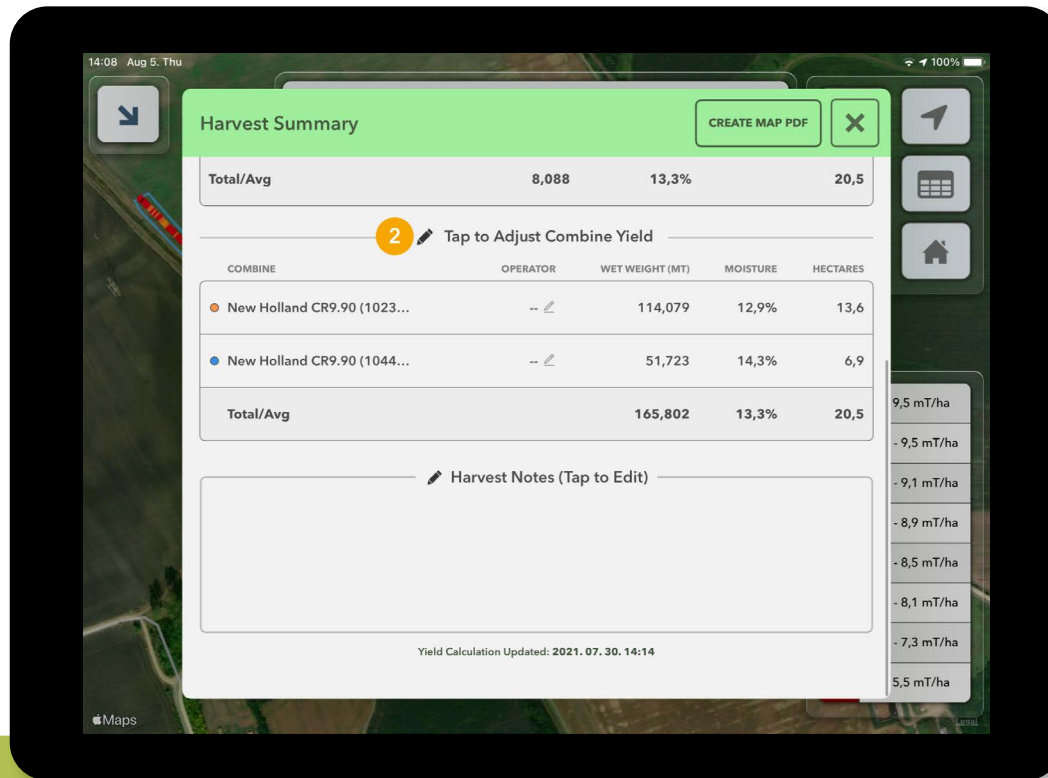 14:08 Aug 5. Thu
100%
Harvest Summary
CREATE MAP PDF
Total/Avg 8,088 13,3% 20,5
2 Tap to Adjust Combine Yield
COMBINE OPERATOR WET WEIGHT (MT) MOISTURE HECTARES
New Holland CR9.90 (1023... -- 114,079 12,9% 13,6
New Holland CR9.90 (1044... -- 51,723 14,3% 6,9
Total/Avg 165,802 13,3% 20,5
Harvest Notes (Tap to Edit)
Yield Calculation Updated: 2021. 07. 30. 14:14
9,5 mT/ha
- 9,5 mT/ha
- 9,1 mT/ha
- 8,9 mT/ha
- 8,5 mT/ha
- 8,1 mT/ha
- 7,3 mT/ha
5,5 mT/ha
Maps
Legal